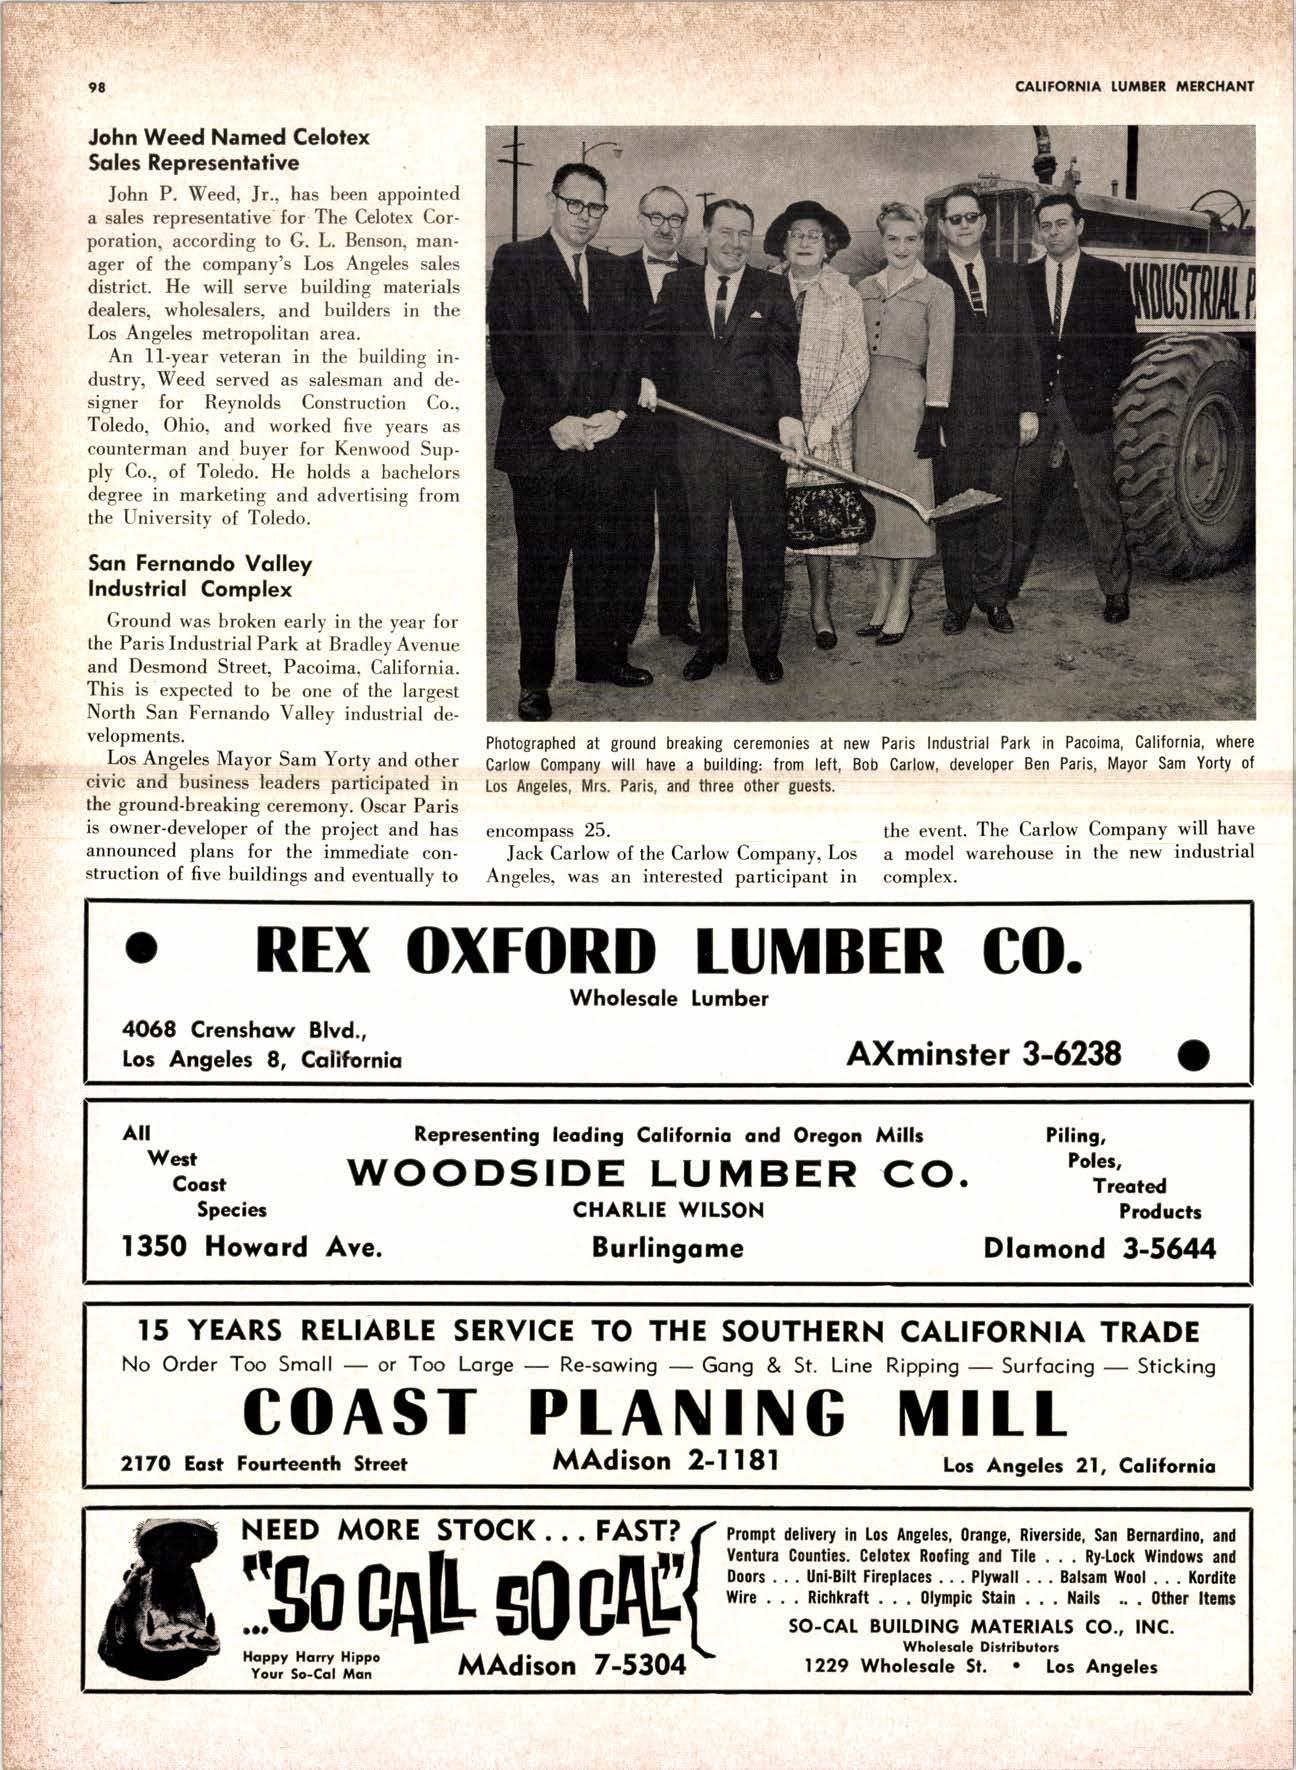 98
CALIFORNIA LUMBER MERCHANT
John Weed Named Celotex
Sales Representative
John P. Weed, Jr., has been appointed
a sales representative for The Celotex Cor-
poration, according to G. L. Benson, man-
ager of the company's Los Angeles sales
district. He will serve building materials
dealers, wholesalers, and builders in the
Los Angeles metropolitan area.
An 11-year veteran in the building in-
dustry, Weed served as salesman and de-
signer for Reynolds Construction Co.,
Toledo, Ohio, and worked five years as
counterman and buyer for Kenwood Sup-
ply Co., of Toledo. He holds a bachelors
degree in marketing and advertising from
the University of Toledo.
San Fernando Valley
Industrial Complex
Ground was broken early in the year for
the Paris Industrial Park at Bradley Avenue
and Desmond Street, Pacoima, California.
This is expected to be one of the largest
North San Fernando Valley industrial de-
velopments.
Los Angeles Mayor Sam Yorty and other
civic and business leaders participated in
the ground-breaking ceremony. Oscar Paris
is owner-developer of the project and has
announced plans for the immediate con-
struction of five buildings and eventually to
INDUSTRIAL P
Photographed at ground breaking ceremonies at new Paris Industrial Park in Pacoima, California, where
Carlow Company will have a building: from left, Bob Carlow, developer Ben Paris, Mayor Sam Yorty of
Los Angeles, Mrs. Paris, and three other guests.
encompass 25.
Jack Carlow of the Carlow Company, Los
Angeles, was an interested participant in
the event. The Carlow Company will have
a model warehouse in the new industrial
complex.
REX OXFORD LUMBER CO.
Wholesale Lumber
4068 Crenshaw Blvd.,
Los Angeles 8, California
AXminster 3-6238
All
West
Coast
Species
Representing leading California and Oregon Mills
WOODSIDE LUMBER CO.
CHARLIE WILSON
Piling,
Poles,
Treated
Products
1350 Howard Ave.
Burlingame
DIamond 3-5644
15 YEARS RELIABLE SERVICE TO THE SOUTHERN CALIFORNIA TRADE
No Order Too Small — or Too Large — Re-sawing — Gang & St. Line Ripping — Surfacing — Sticking
COAST PLANING MILL
2170 East Fourteenth Street
MAdison 2-1181
Los Angeles 21, California
NEED MORE STOCK... FAST?
..."SO CALL SO CAL"
Happy Harry Hippo
Your So-Cal Man
MAdison 7-5304
Prompt delivery in Los Angeles, Orange, Riverside, San Bernardino, and
Ventura Counties. Celotex Roofing and Tile . . . Ry-Lock Windows and
Doors . . . Uni-Bilt Fireplaces . . . Plywall . . . Balsam Wool . . . Kordite
Wire . . . Richkraft . . . Olympic Stain . . . Nails . . . Other Items
SO-CAL BUILDING MATERIALS CO., INC.
Wholesale Distributors
1229 Wholesale St. • Los Angeles